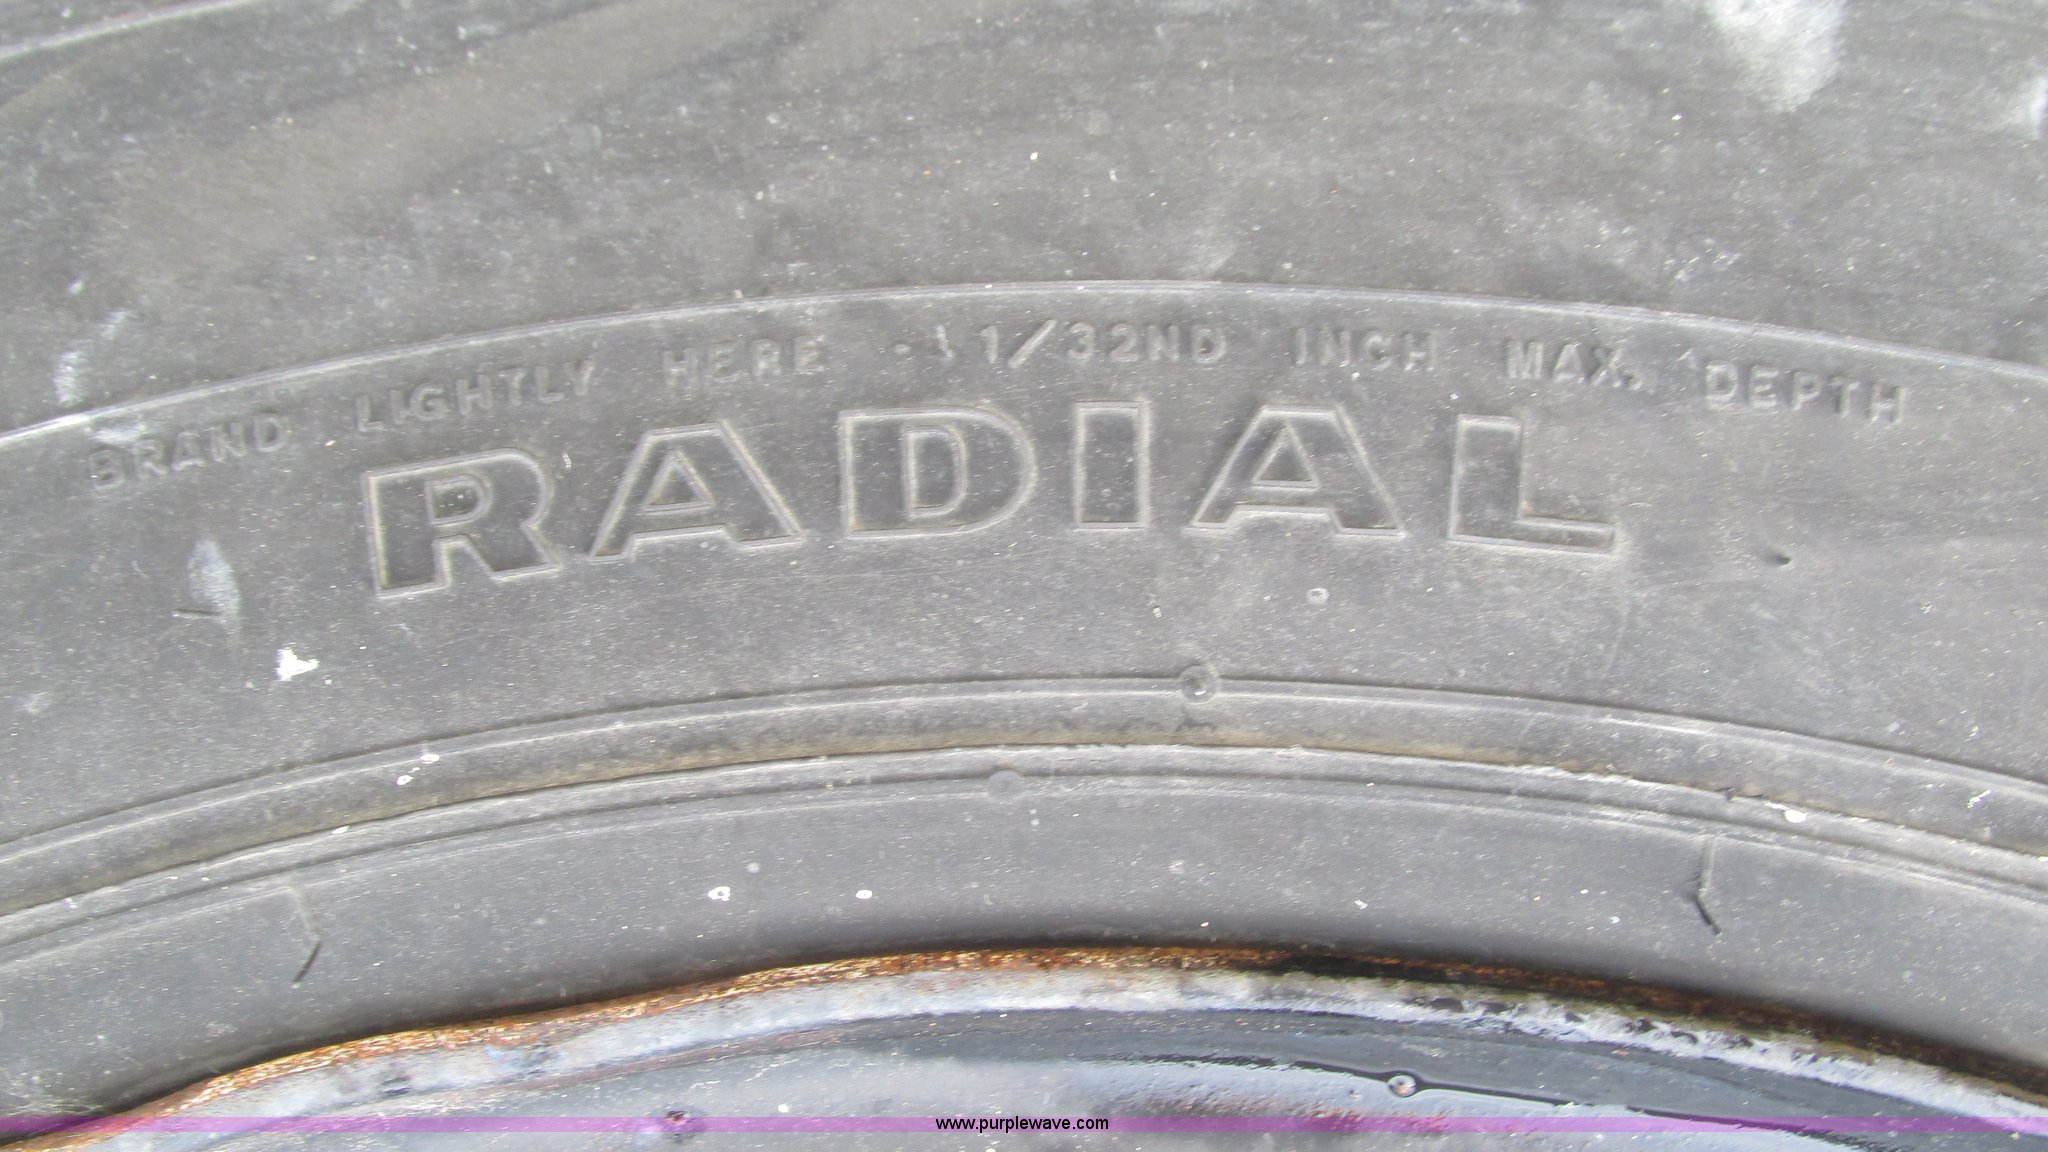 BRAND LIGHTLY HERE - 1/32ND INCH MAX. DEPTH
RADIAL
www.purplewave.com